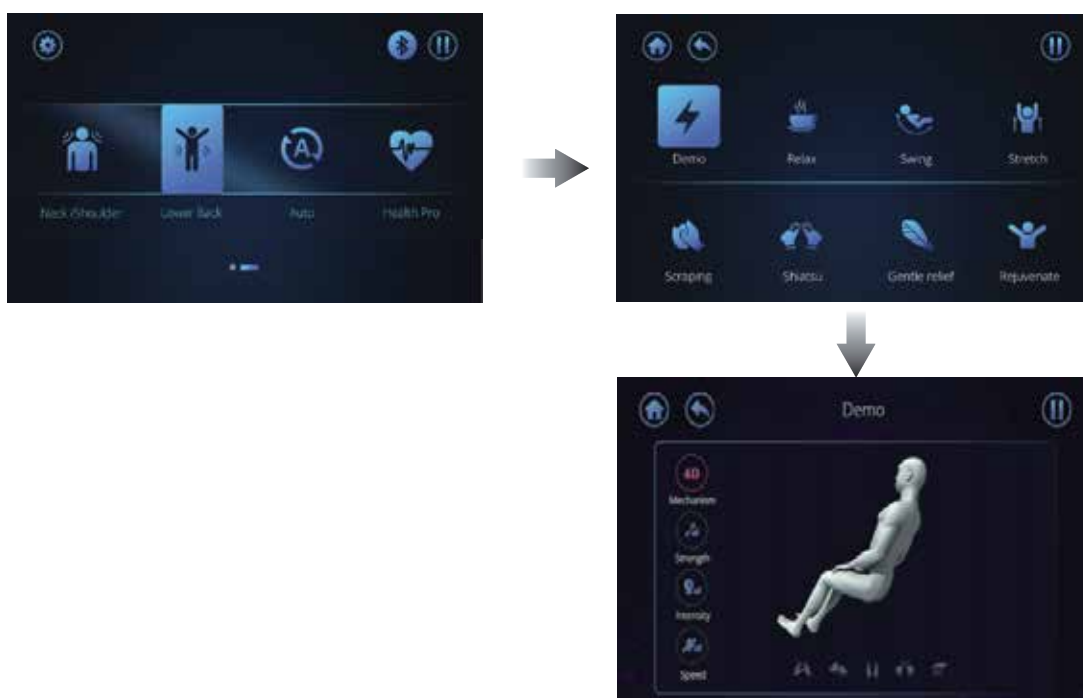 Neck /Shoulder Lower Back Auto Health Pro
Demo Relax Swing Stretch
Scraping Shiatsu Gentle relief Rejuvenate
Demo
4D
Mechanism
Strength
Intensity
Speed